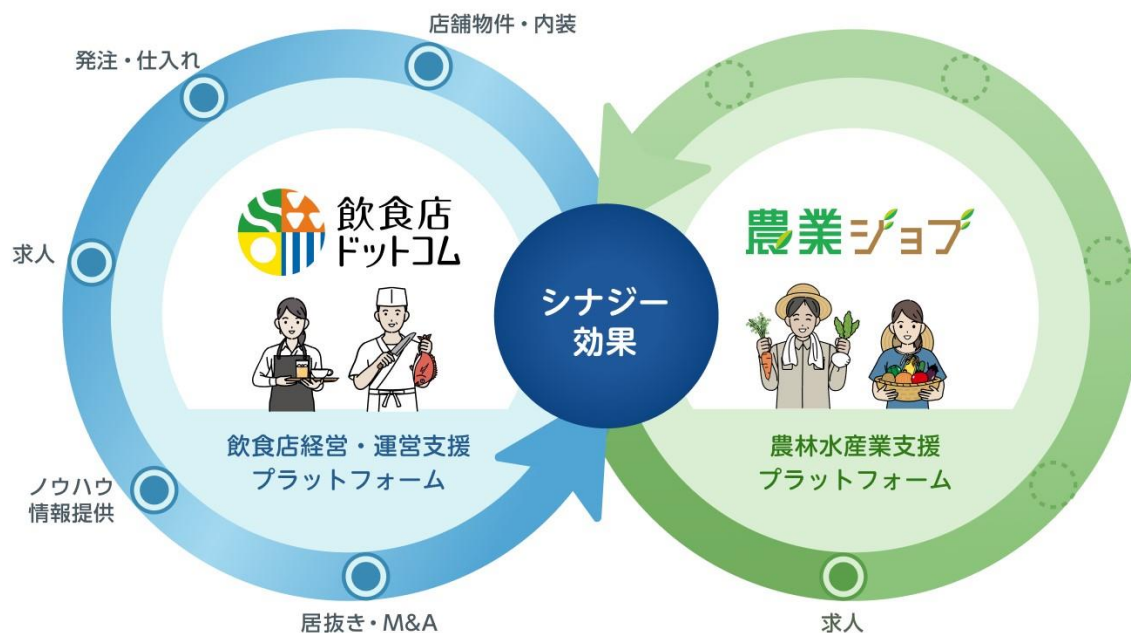 店舗物件・内装
発注・仕入れ
求人
ノウハウ
情報提供
居抜き・M&A
飲食店
ドットコム
飲食店経営・運営支援
プラットフォーム
シナジー
効果
農業ジョブ
農林水産業支援
プラットフォーム
求人